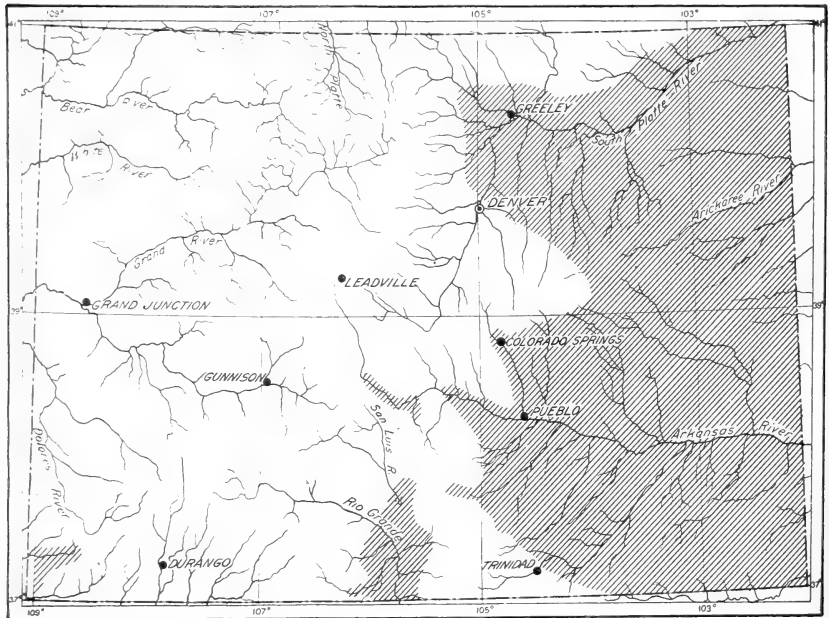 109°
107°
105°
103°
41°
41°
North Platte
Bear River
GREELEY
South Platte River
White River
Arickaree River
DENVER
Grand River
LEADVILLE
GRAND JUNCTION
39°
39°
COLORADO SPRINGS
GUNNISON
PUEBLO
San Luis R.
Arkansas River
Dolores River
Rio Grande
DURANGO
TRINIDAD
37°
37°
109°
107°
105°
103°